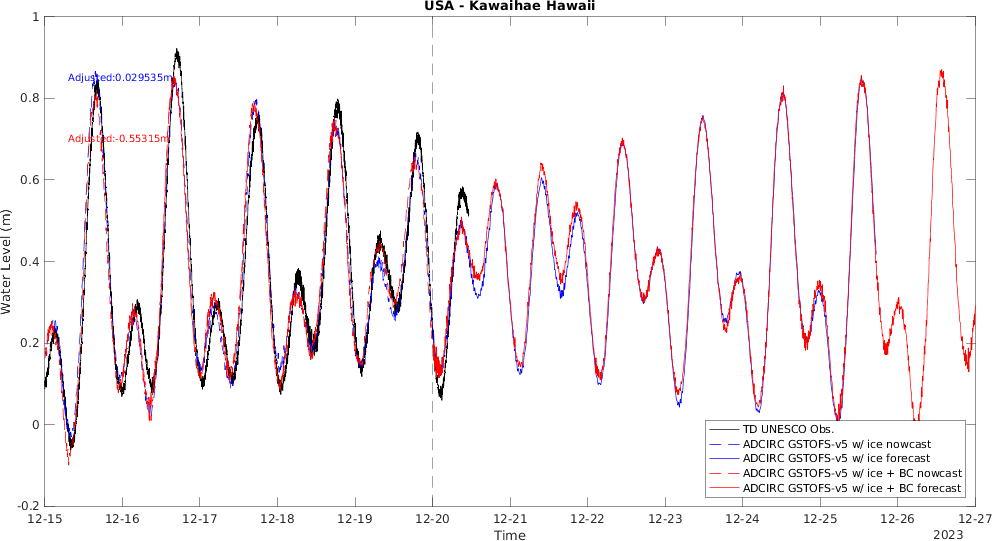 USA - Kawaihae Hawaii
Water Level (m)
1
0.8
0.6
0.4
0.2
0
-0.2
Adjusted:0.029535m
Adjusted:-0.55315m
TD UNESCO Obs.
ADCIRC GSTOFS-v5 w/ ice nowcast
ADCIRC GSTOFS-v5 w/ ice forecast
ADCIRC GSTOFS-v5 w/ ice + BC nowcast
ADCIRC GSTOFS-v5 w/ ice + BC forecast
12-15 12-16 12-17 12-18 12-19 12-20 12-21 12-22 12-23 12-24 12-25 12-26 12-27
Time
2023